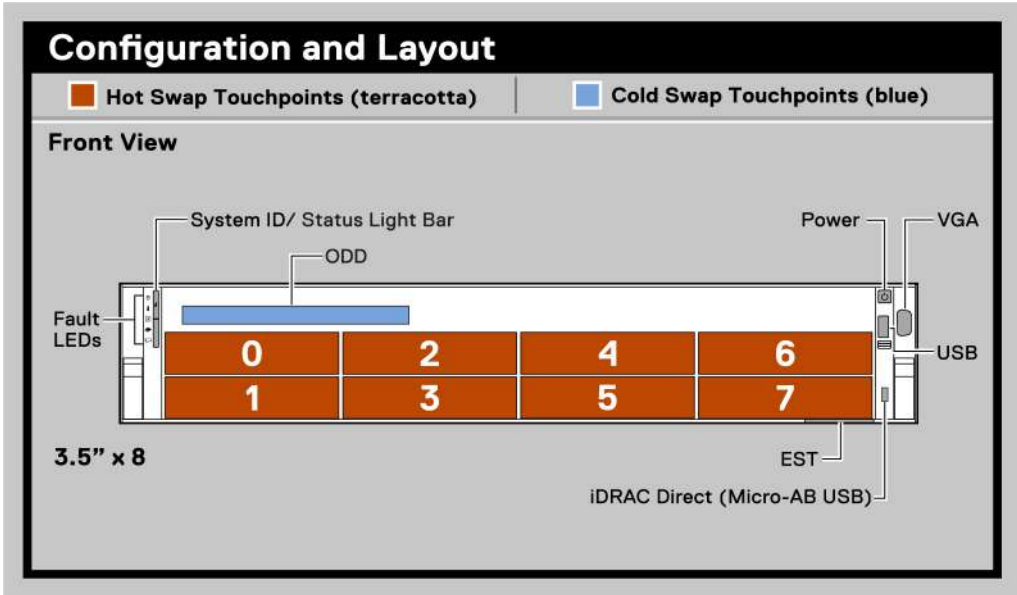 Configuration and Layout
Hot Swap Touchpoints (terracotta)
Cold Swap Touchpoints (blue)
Front View
System ID/ Status Light Bar
Power
VGA
ODD
Fault
LEDs
USB
0 2 4 6
1 3 5 7
3.5” x 8
EST
iDRAC Direct (Micro-AB USB)